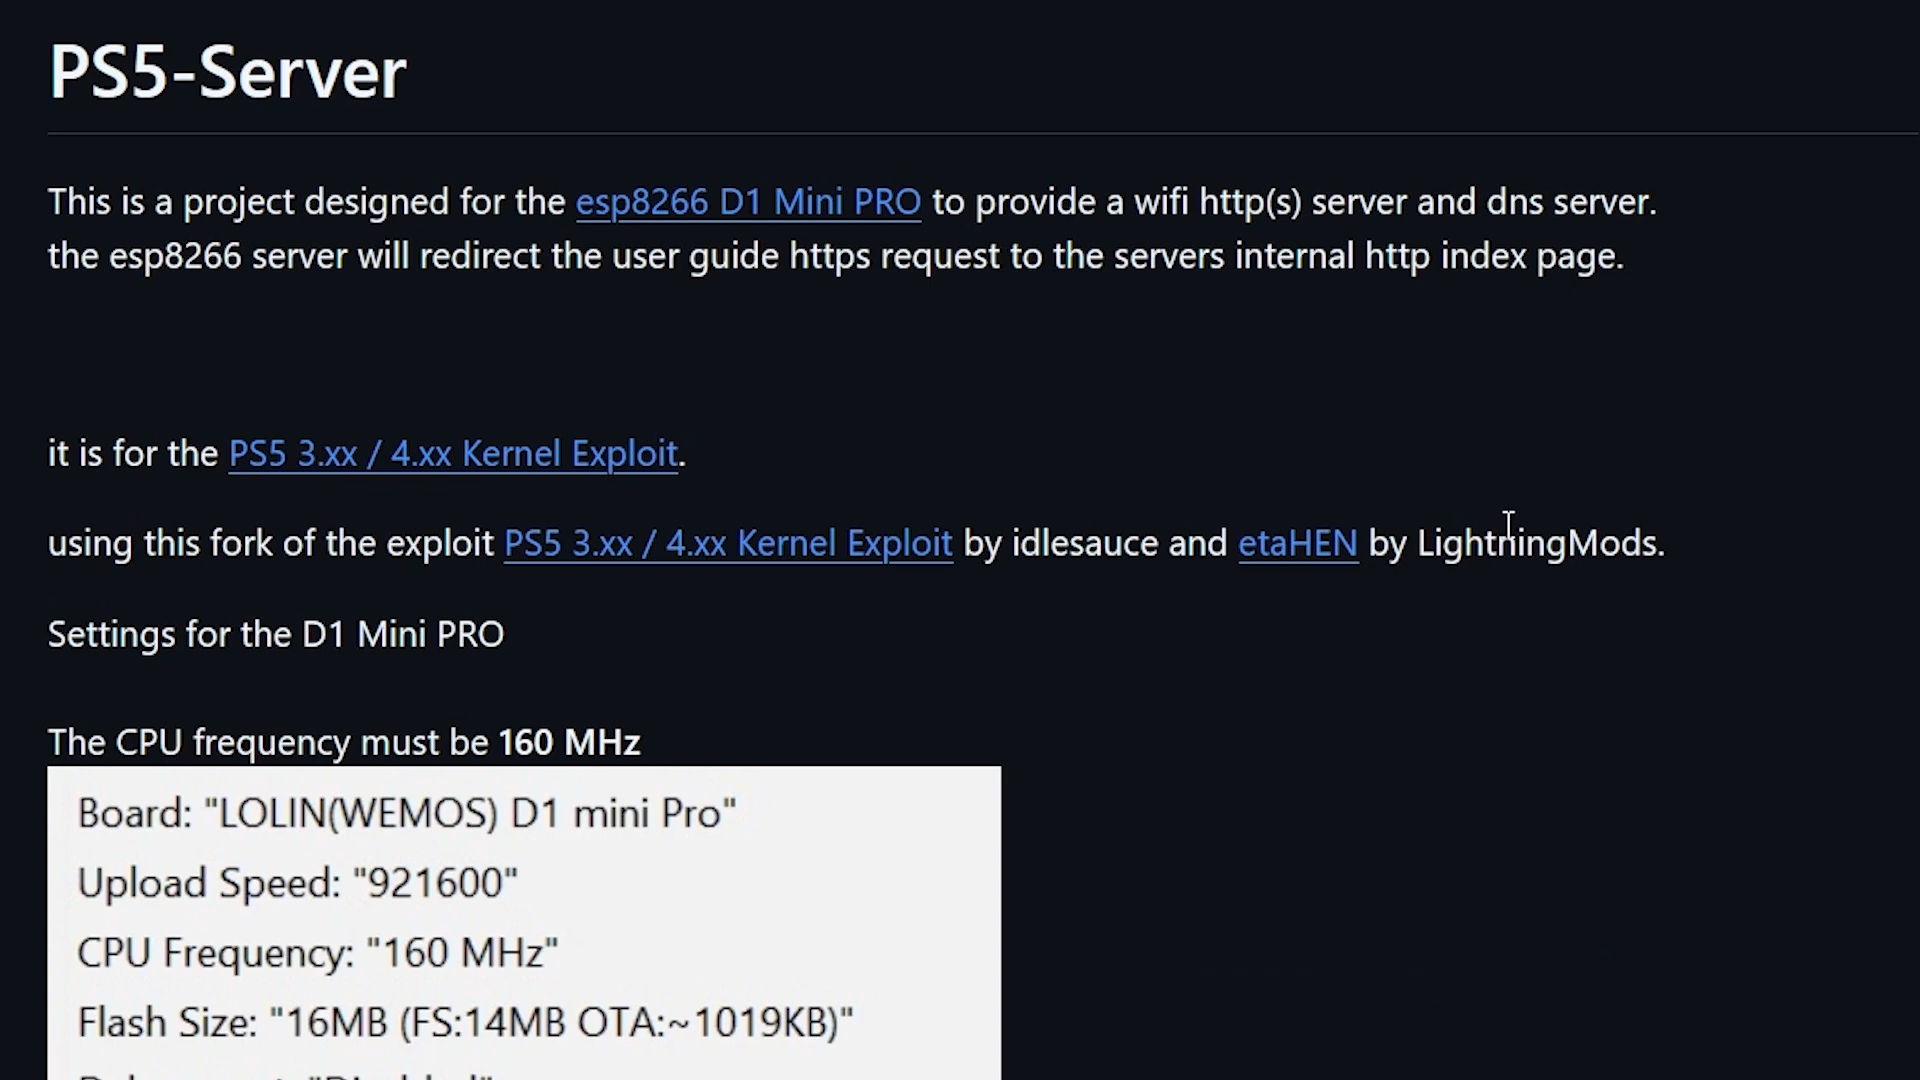 PS5-Server
This is a project designed for the esp8266 D1 Mini PRO to provide a wifi http(s) server and dns server.
the esp8266 server will redirect the user guide https request to the servers internal http index page.
it is for the PS5 3.xx / 4.xx Kernel Exploit.
using this fork of the exploit PS5 3.xx / 4.xx Kernel Exploit by idlesauce and etaHEN by LightningMods.
Settings for the D1 Mini PRO
The CPU frequency must be 160 MHz
Board: "LOLIN(WEMOS) D1 mini Pro"
Upload Speed: "921600"
CPU Frequency: "160 MHz"
Flash Size: "16MB (FS:14MB OTA:~1019KB)"